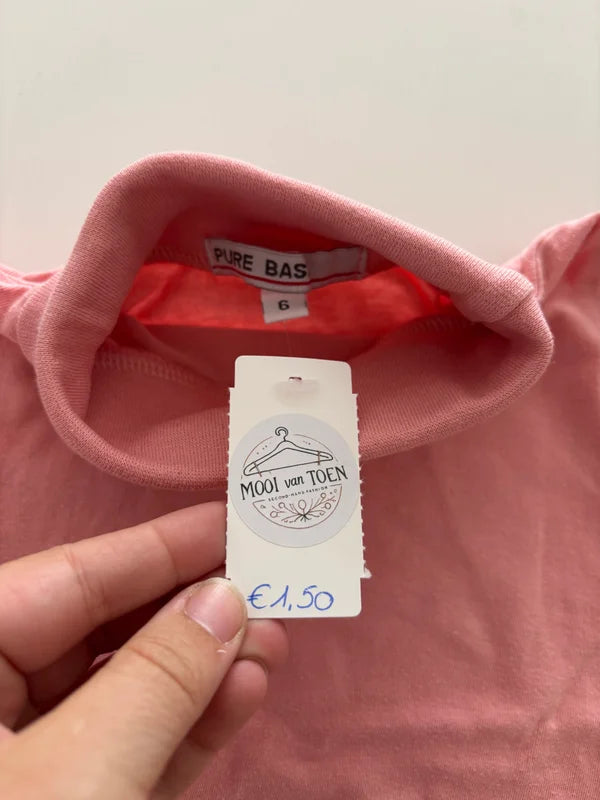 PURE BAS
6
MOOI van TOEN
SECOND-HAND FASHION
€1,50